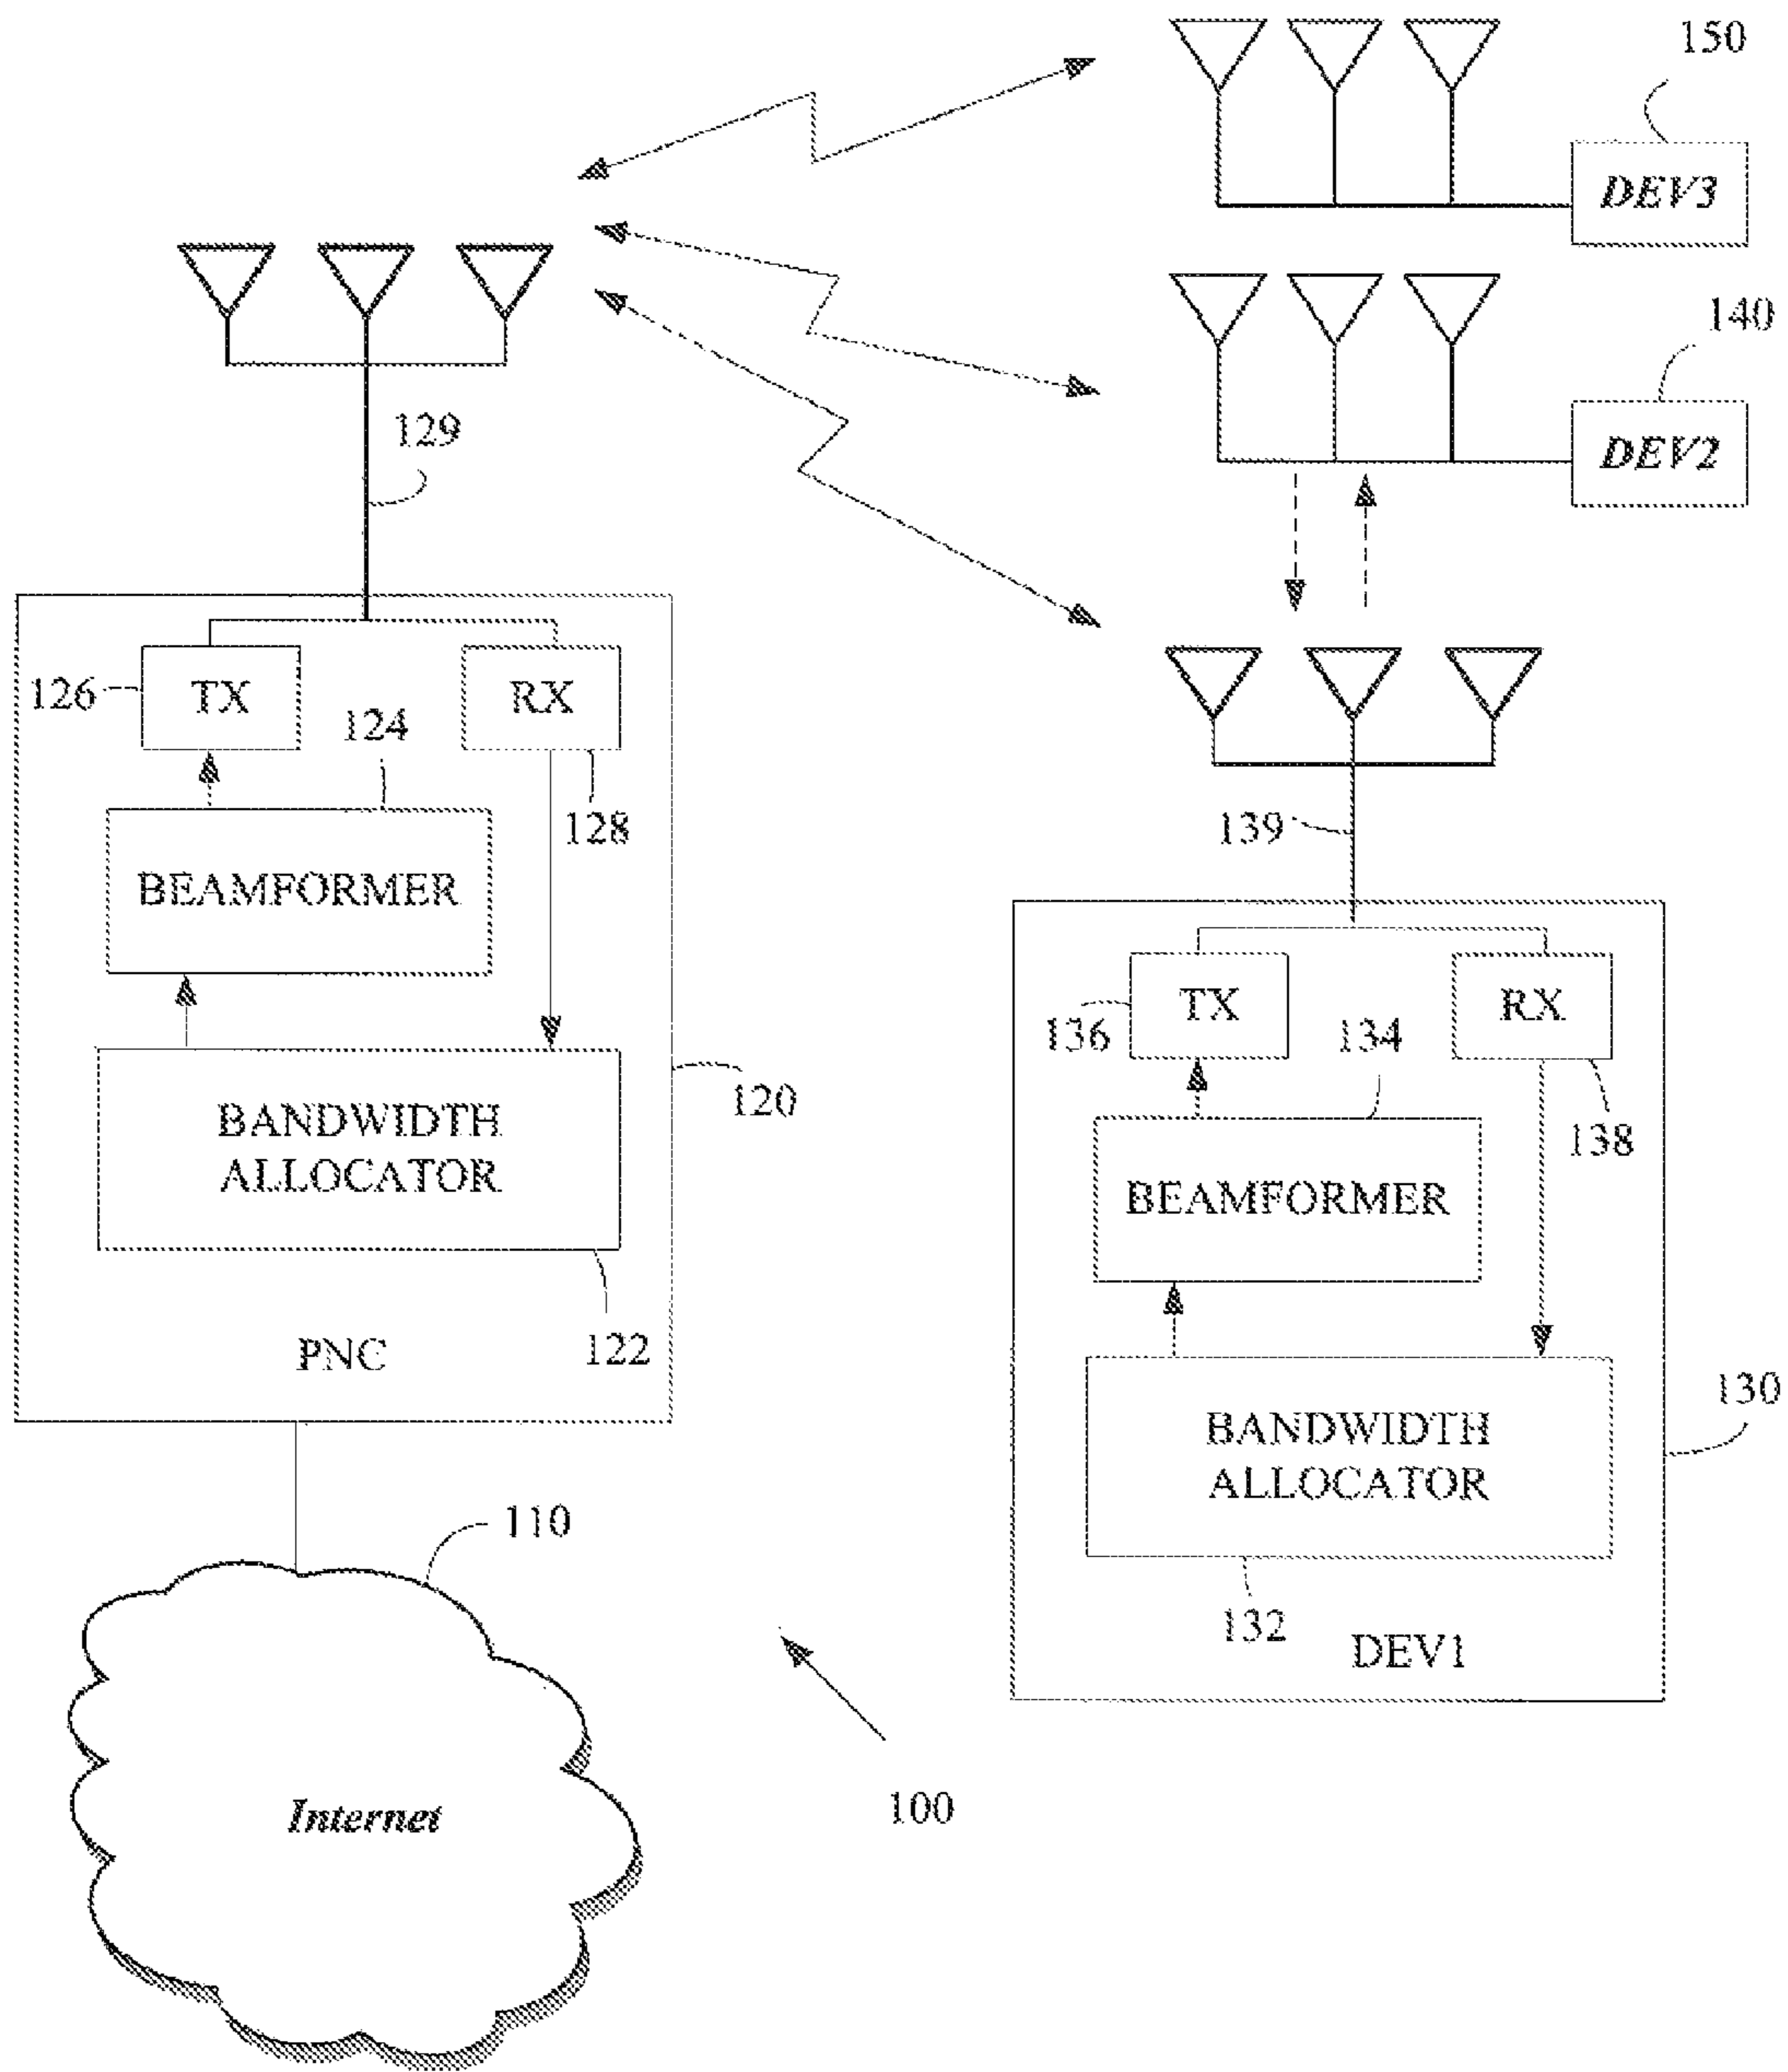 150
DEV3
140
DEV2
129
126
TX
RX
124
128
BEAMFORMER
139
BANDWIDTH
ALLOCATOR
120
122
PNC
136
TX
RX
134
138
BEAMFORMER
130
BANDWIDTH
ALLOCATOR
132
DEV1
110
Internet
100